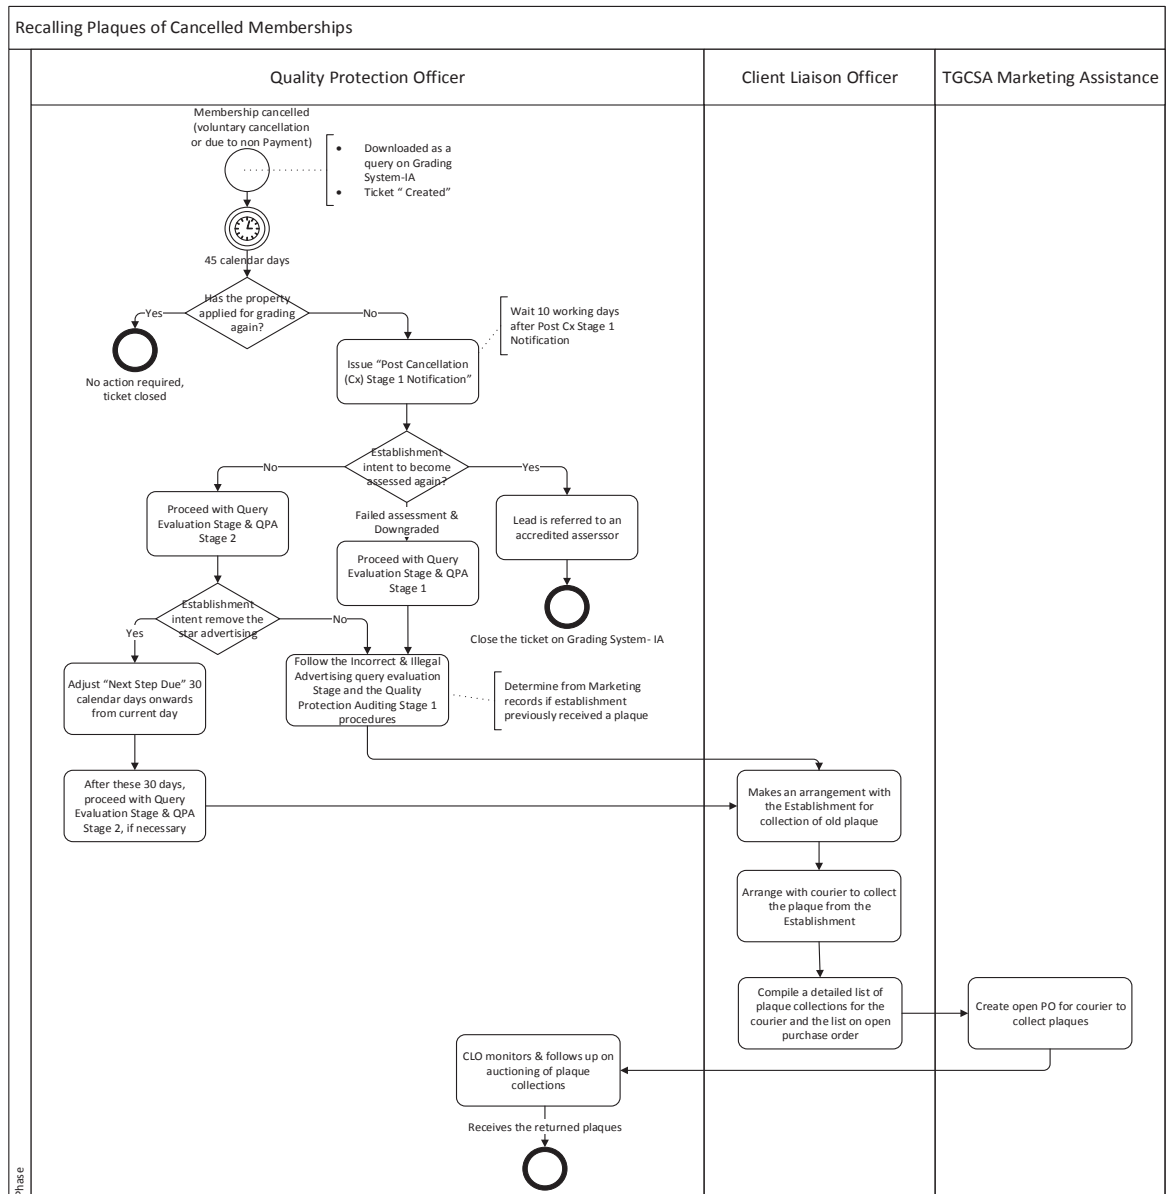 Recalling Plaques of Cancelled Memberships
Quality Protection Officer
Client Liaison Officer
TGCSA Marketing Assistance
Membership cancelled
(voluntary cancellation
or due to non Payment)
• Downloaded as a
query on Grading
System-IA
• Ticket “ Created”
45 calendar days
Has the property
applied for grading
again?
Yes
No
No action required,
ticket closed
Wait 10 working days
after Post Cx Stage 1
Notification
Issue “Post Cancellation
(Cx) Stage 1 Notification”
Establishment
intent to become
assessed again?
No
Yes
Failed assessment &
Downgraded
Proceed with Query
Evaluation Stage & QPA
Stage 2
Proceed with Query
Evaluation Stage & QPA
Stage 1
Lead is referred to an
accredited aserssor
Close the ticket on Grading System- IA
Establishment
intent remove the
star advertising
Yes
No
Adjust “Next Step Due” 30
calendar days onwards
from current day
Follow the Incorrect & Illegal
Advertising query evaluation
Stage and the Quality
Protection Auditing Stage 1
procedures
Determine from Marketing
records if establishment
previously received a plaque
After these 30 days,
proceed with Query
Evaluation Stage & QPA
Stage 2, if necessary
Makes an arrangement with
the Establishment for
collection of old plaque
Arrange with courier to collect
the plaque from the
Establishment
Compile a detailed list of
plaque collections for the
courier and the list on open
purchase order
Create open PO for courier to
collect plaques
CLO monitors & follows up on
auctioning of plaque
collections
Receives the returned plaques
Phase